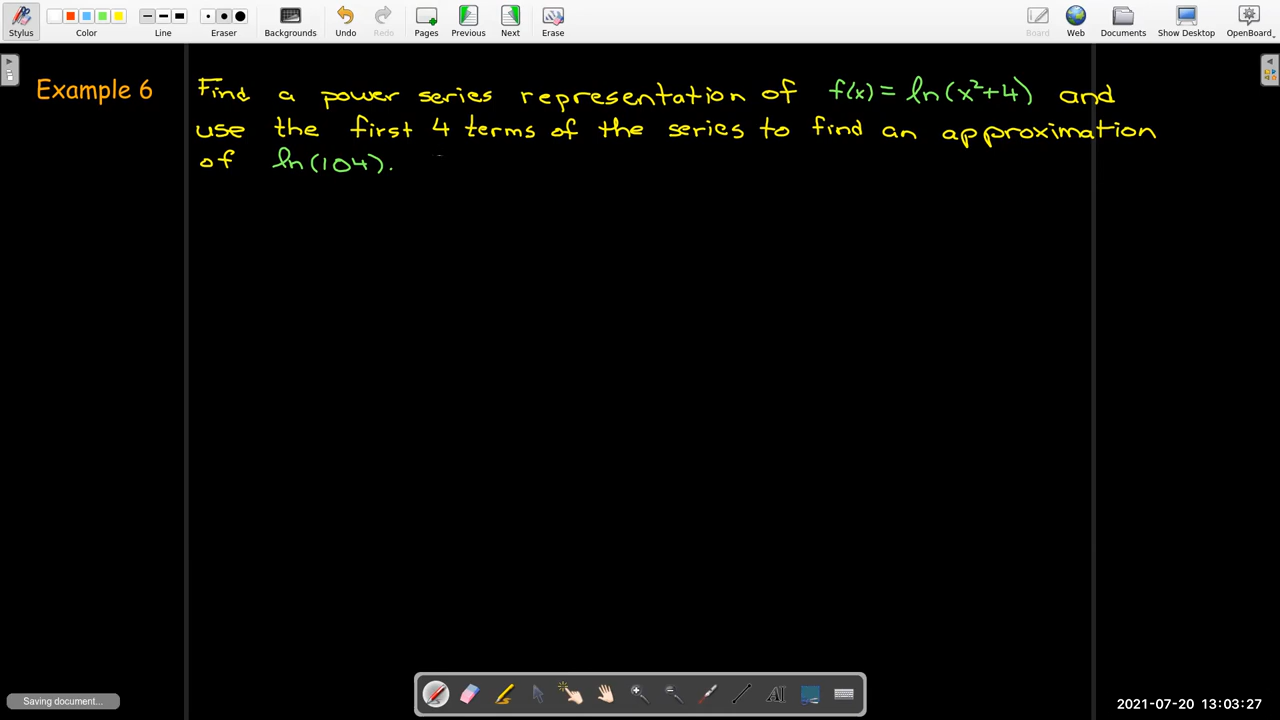 Stylus Color Line Eraser Backgrounds Undo Redo Pages Previous Next Erase Board Web Documents Show Desktop OpenBoard
Example 6
Find a power series representation of f(x) = ln(x²+4) and
use the first 4 terms of the series to find an approximation
of ln(104).
AI
Saving document...
2021-07-20 13:03:27